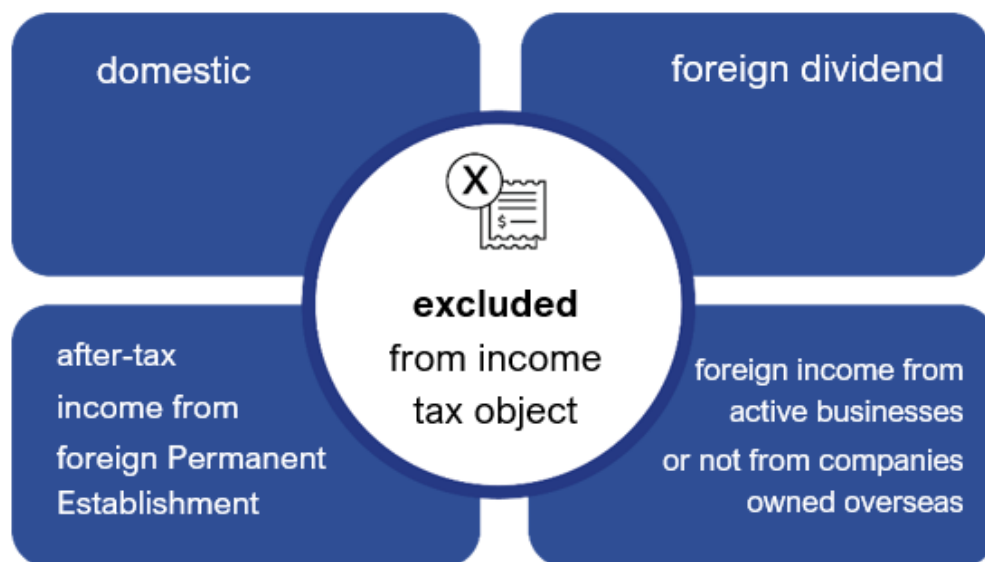 domestic
foreign dividend
X
$
excluded
from income
tax object
after-tax
income from
foreign Permanent
Establishment
foreign income from
active businesses
or not from companies
owned overseas